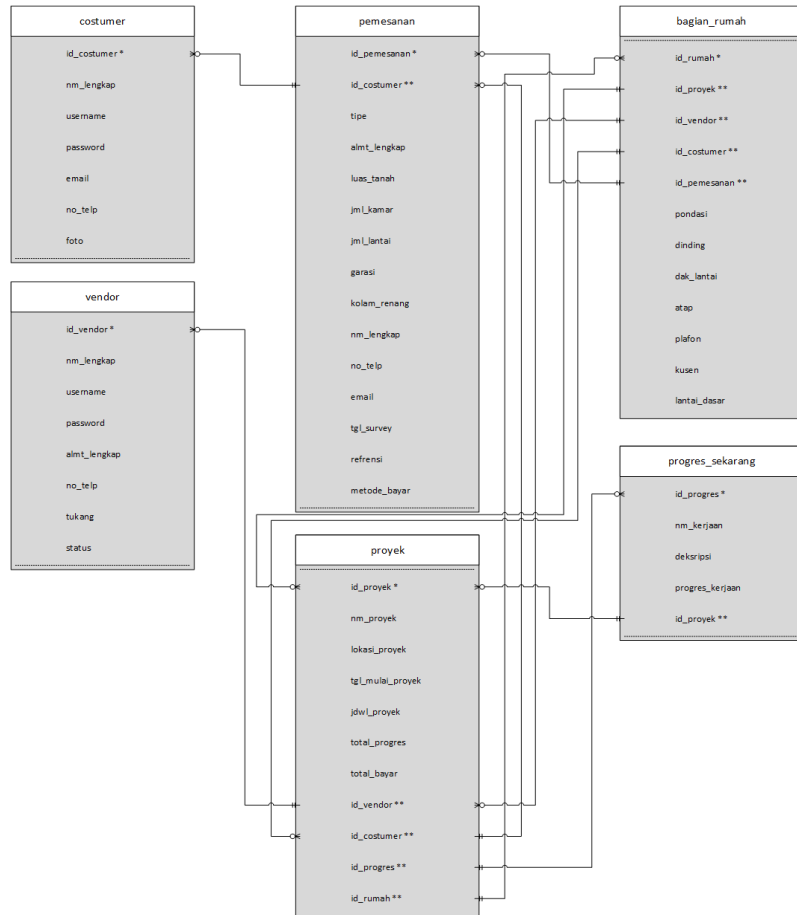 costumer
id_costumer *
nm_lengkap
username
password
email
no_telp
foto
vendor
id_vendor *
nm_lengkap
username
password
almt_lengkap
no_telp
tukang
status
pemesanan
id_pemesanan *
id_costumer **
tipe
almt_lengkap
luas_tanah
jml_kamar
jml_lantai
garasi
kolam_renang
nm_lengkap
no_telp
email
tgl_survey
refrensi
metode_bayar
proyek
id_proyek *
nm_proyek
lokasi_proyek
tgl_mulai_proyek
jdwl_proyek
total_progres
total_bayar
id_vendor **
id_costumer **
id_progres **
id_rumah **
bagian_rumah
id_rumah *
id_proyek **
id_vendor **
id_costumer **
id_pemesanan **
pondasi
dinding
dak_lantai
atap
plafon
kusen
lantai_dasar
progres_sekarang
id_progres *
nm_kerjaan
deksripsi
progres_kerjaan
id_proyek **